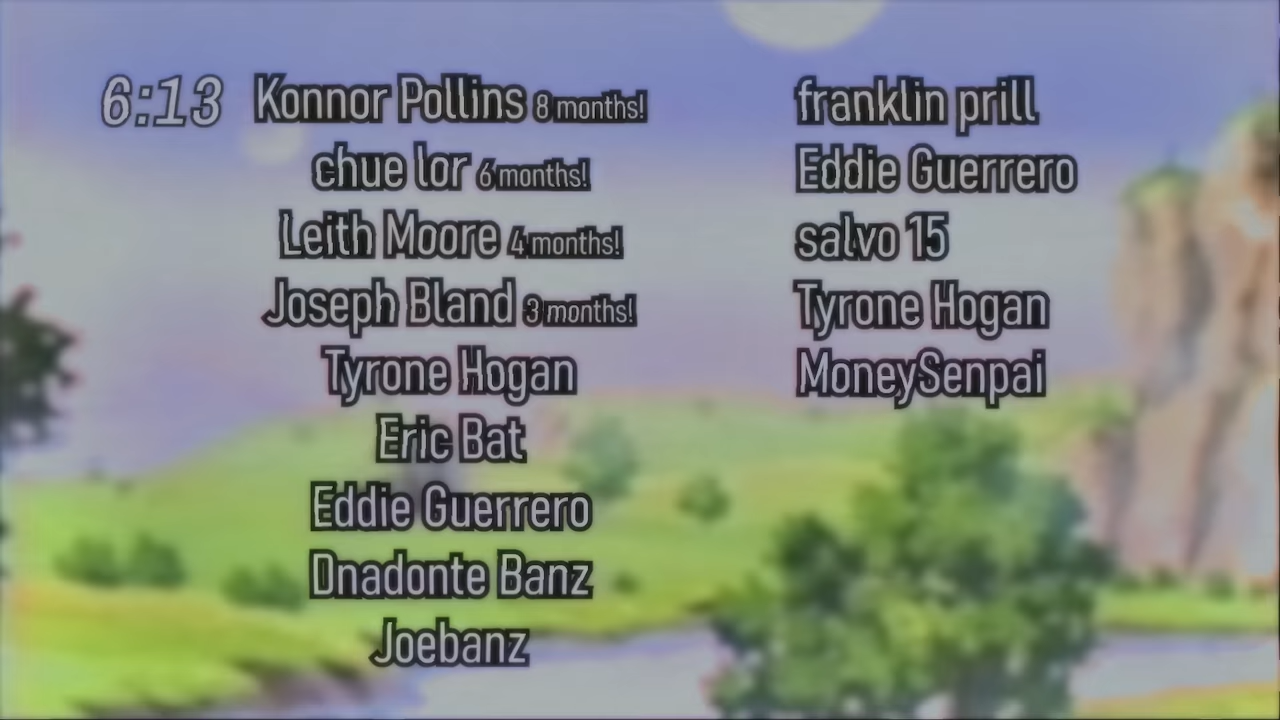 6:13
Konnor Pollins 8 months!
chue lor 6 months!
Leith Moore 4 months!
Joseph Bland 3 months!
Tyrone Hogan
Eric Bat
Eddie Guerrero
Dnadonte Banz
Joebanz
franklin prill
Eddie Guerrero
salvo 15
Tyrone Hogan
MoneySenpai